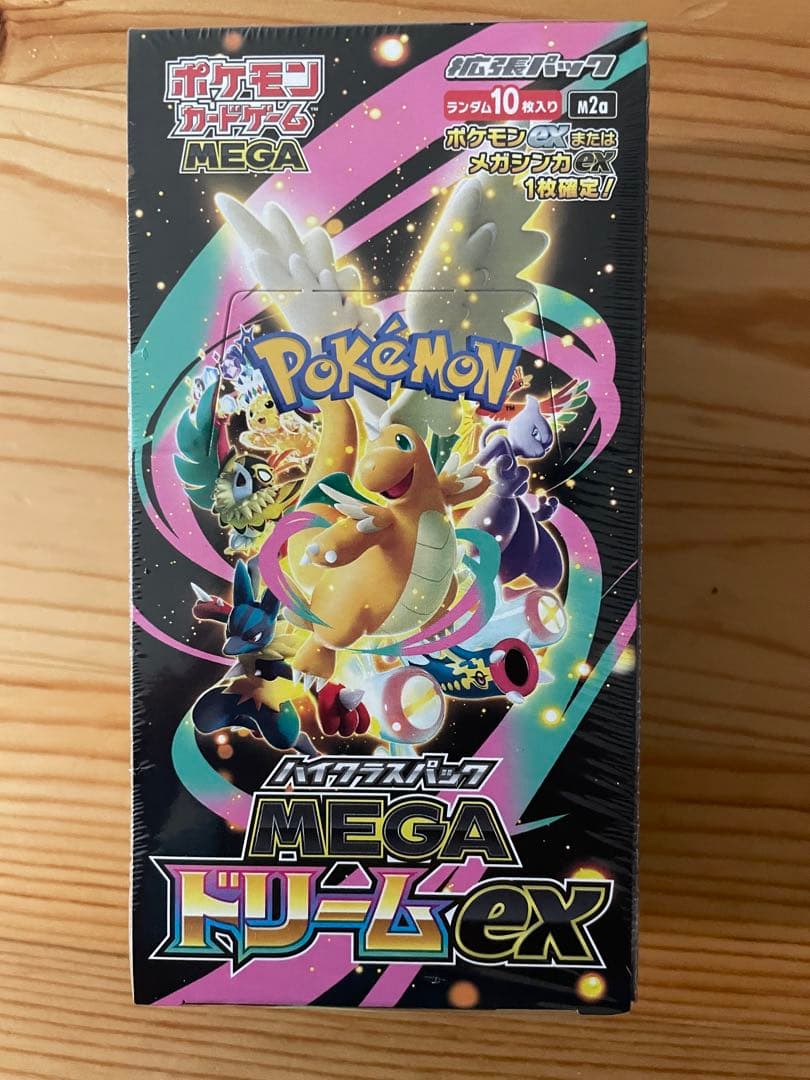 ポケモン
カードゲーム™
MEGA
拡張パック
ランダム10枚入り M2a
ポケモンexまたは
メガシンカex
1枚確定!
POKéMON™
ハイクラスパック
MEGA
ドリームex